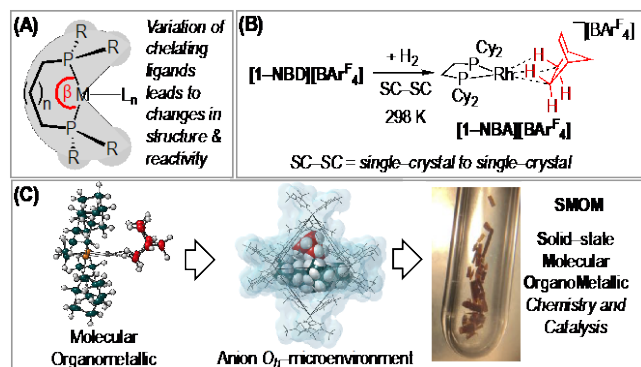 (A)
R
R
P
β
n
M
Lₙ
P
R
R
Variation of
chelating
ligands
leads to
changes in
structure &
reactivity
(B)
[1–NBD][BArᶠ₄]
+ H₂
SC–SC
298 K
Cy₂
P
P
Cy₂
Rh
H
H
H
H
[1–NBA][BArᶠ₄]
SC–SC = single–crystal to single–crystal
(C)
Molecular
Organometallic
Anion Oₕ–microenvironment
SMOM
Solid–state
Molecular
OrganoMetallic
Chemistry and
Catalysis